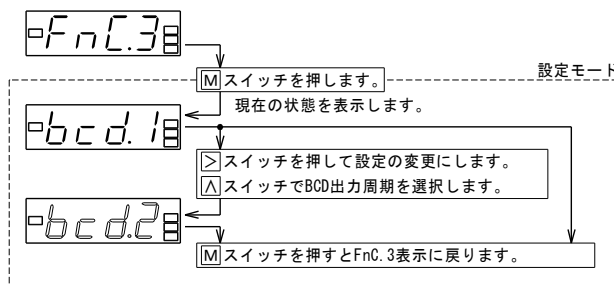 FnC.3
設定モード
Mスイッチを押します。
現在の状態を表示します。
bcd.1
>スイッチを押して設定の変更にします。
∧スイッチでBCD出力周期を選択します。
bcd.2
Mスイッチを押すとFnC.3表示に戻ります。